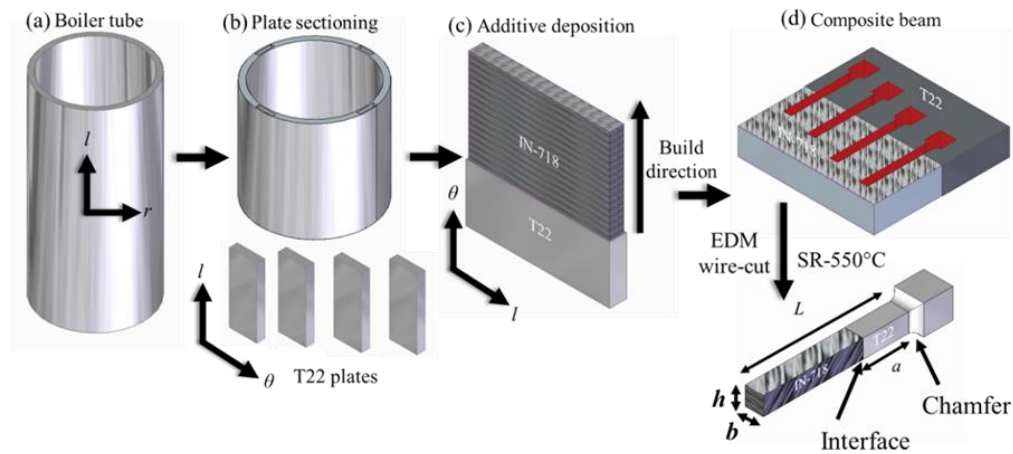 (a) Boiler tube
(b) Plate sectioning
(c) Additive deposition
(d) Composite beam
l
r
l
θ
T22 plates
IN-718
T22
θ
l
Build
direction
T22
IN-718
EDM
wire-cut
SR-550°C
L
T22
IN-718
a
h
b
Chamfer
Interface